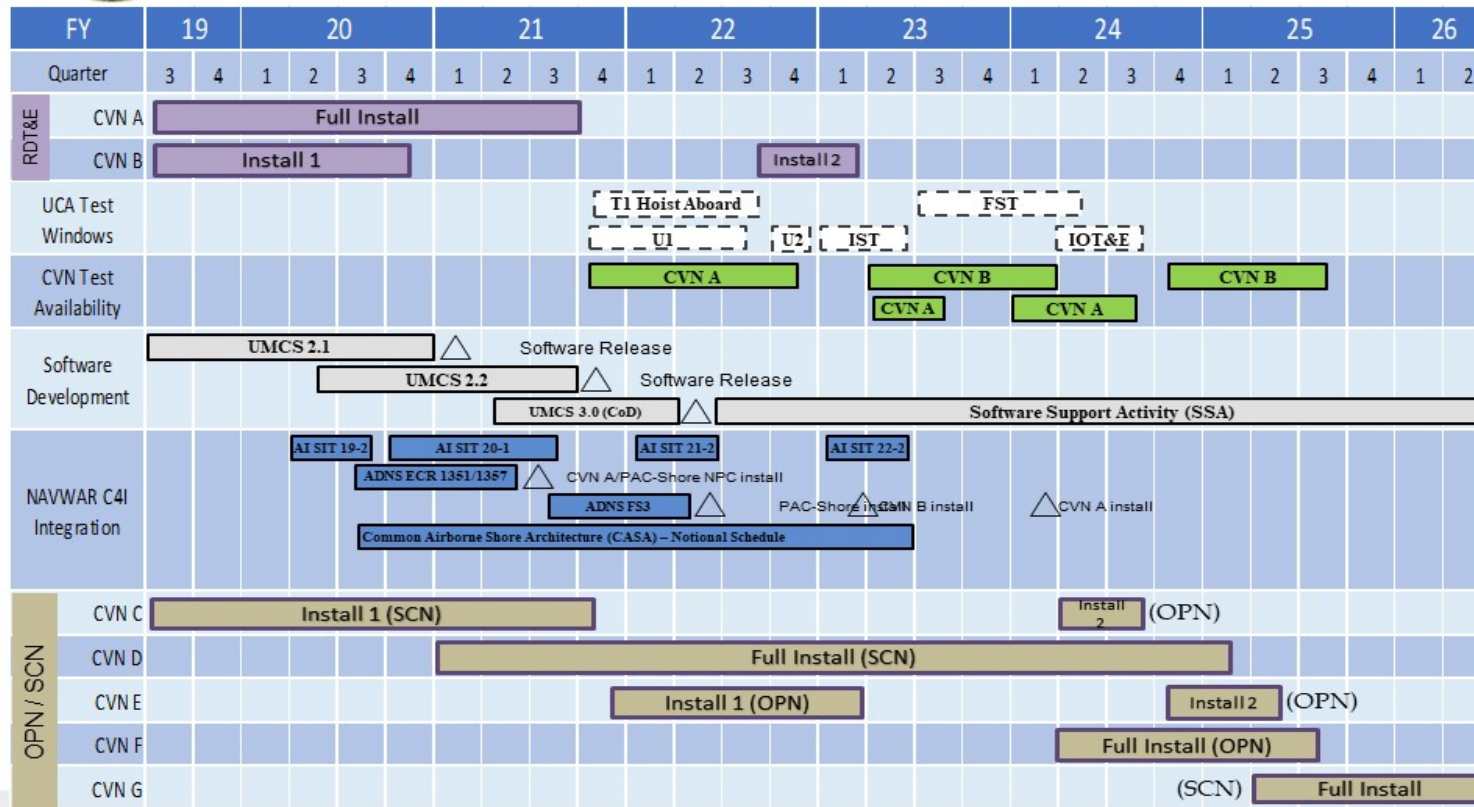 FY 19 20 21 22 23 24 25 26
Quarter 3 4 1 2 3 4 1 2 3 4 1 2 3 4 1 2 3 4 1 2 3 4 1 2 3 4 1 2
RDT&E
CVN A Full Install
CVN B Install 1 Install 2
UCA Test
Windows
T1 Hoist Aboard FST
U1 U2 IST IOT&E
CVN Test
Availability
CVN A CVN B CVN B
CVN A CVN A
Software
Development
UMCS 2.1 Software Release
UMCS 2.2 Software Release
UMCS 3.0 (CoD) Software Support Activity (SSA)
NAVWAR C4I
Integration
AI SIT 19-2 AI SIT 20-1 AI SIT 21-2 AI SIT 22-2
ADNS ECR 1351/1357 CVN A/PAC-Shore NPC install
ADNS FS3 PAC-Shore install CVN B install CVN A install
Common Airborne Shore Architecture (CASA) – Notional Schedule
OPN / SCN
CVN C Install 1 (SCN) Install
2 (OPN)
CVN D Full Install (SCN)
CVN E Install 1 (OPN) Install 2 (OPN)
CVN F Full Install (OPN)
CVN G (SCN) Full Install